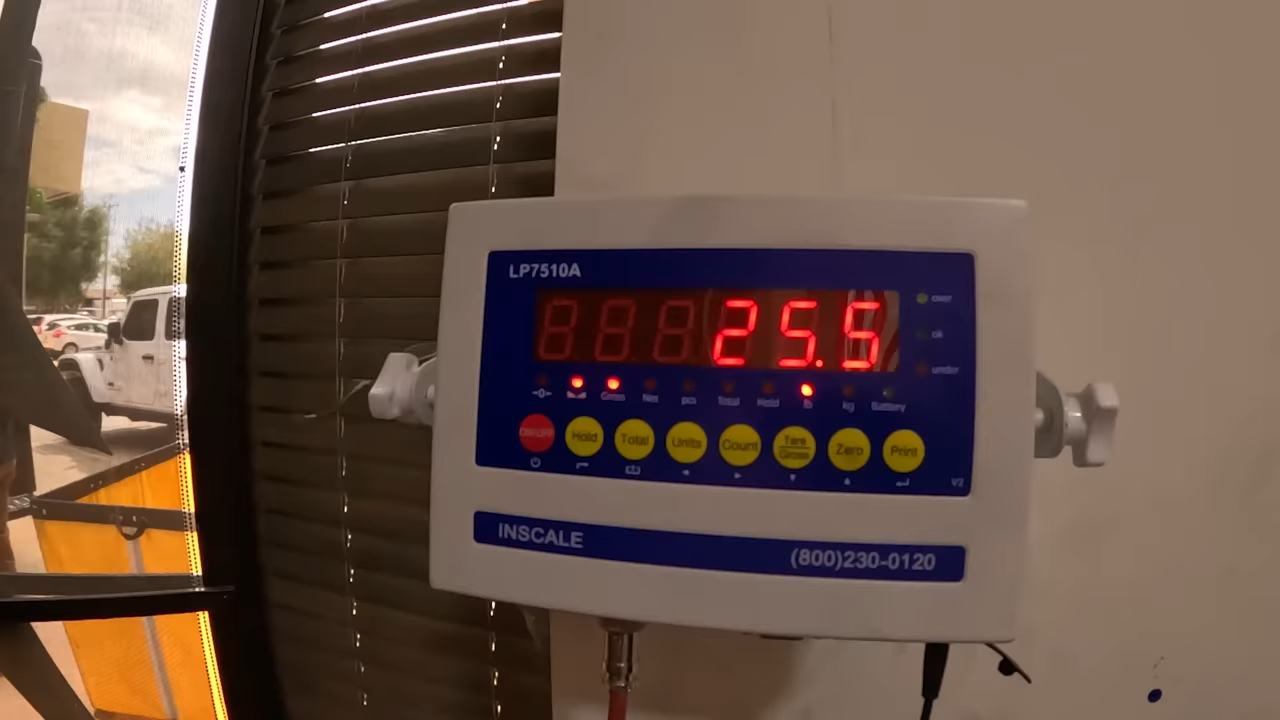 LP7510A
25.5
over
ok
under
→0← Gross Net pcs Total Hold lb kg Battery
ON/OFF Hold Total Units Count Tare Gross Zero Print
V2
INSCALE (800)230-0120